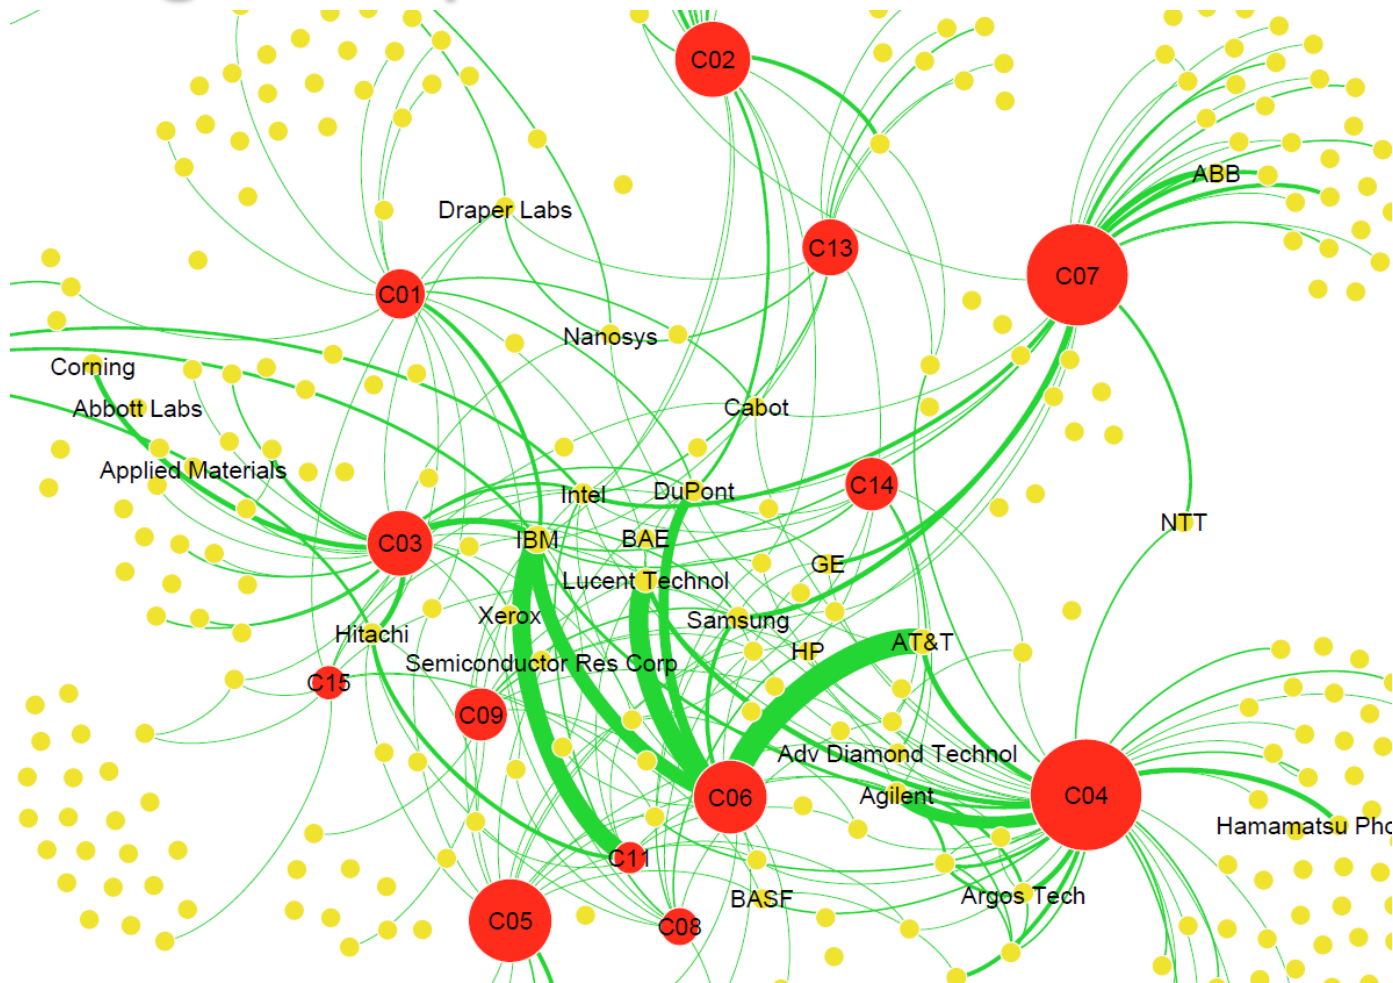 C02
ABB
Draper Labs
C13
C07
C01
Nanosys
Corning
Abbott Labs
Cabot
Applied Materials
Intel
DuPont
C14
NTT
C03
IBM
BAE
GE
Lucent Technol
Xerox
Samsung
Hitachi
HP
AT&T
Semiconductor Res Corp
C15
C09
Adv Diamond Technol
C06
Agilent
C04
Hamamatsu Pho
C11
BASF
Argos Tech
C05
C08